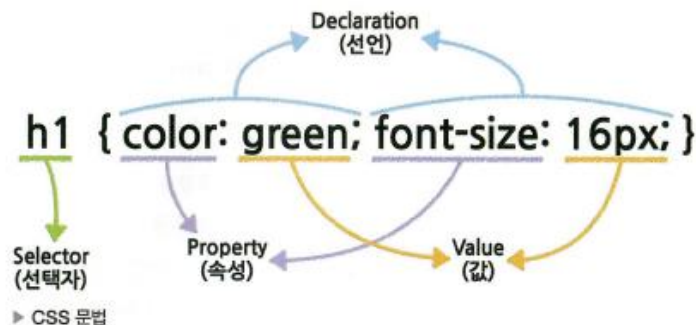 Declaration
(선언)
h1 { color: green; font-size: 16px; }
Selector
(선택자)
Property
(속성)
Value
(값)
▶ CSS 문법